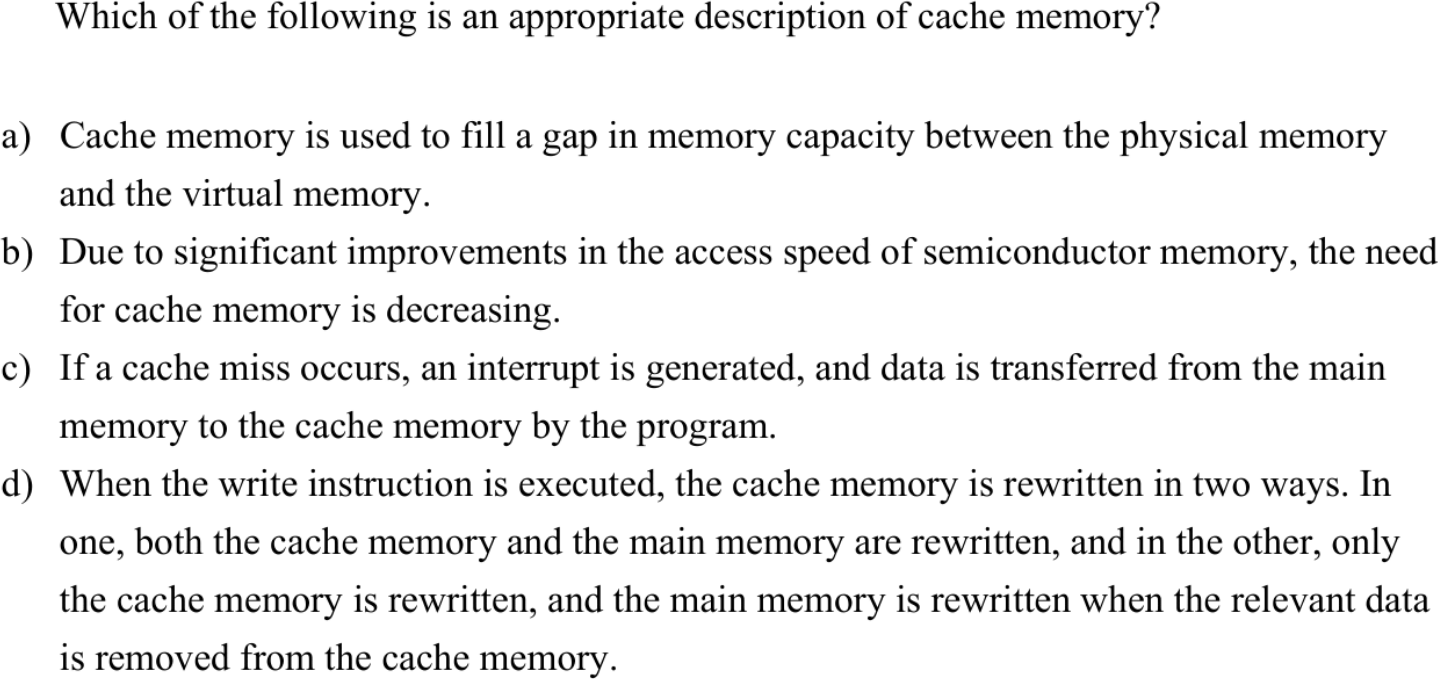 Which of the following is an appropriate description of cache memory?
a) Cache memory is used to fill a gap in memory capacity between the physical memory
and the virtual memory.
b) Due to significant improvements in the access speed of semiconductor memory, the need
for cache memory is decreasing.
c) If a cache miss occurs, an interrupt is generated, and data is transferred from the main
memory to the cache memory by the program.
d) When the write instruction is executed, the cache memory is rewritten in two ways. In
one, both the cache memory and the main memory are rewritten, and in the other, only
the cache memory is rewritten, and the main memory is rewritten when the relevant data
is removed from the cache memory.